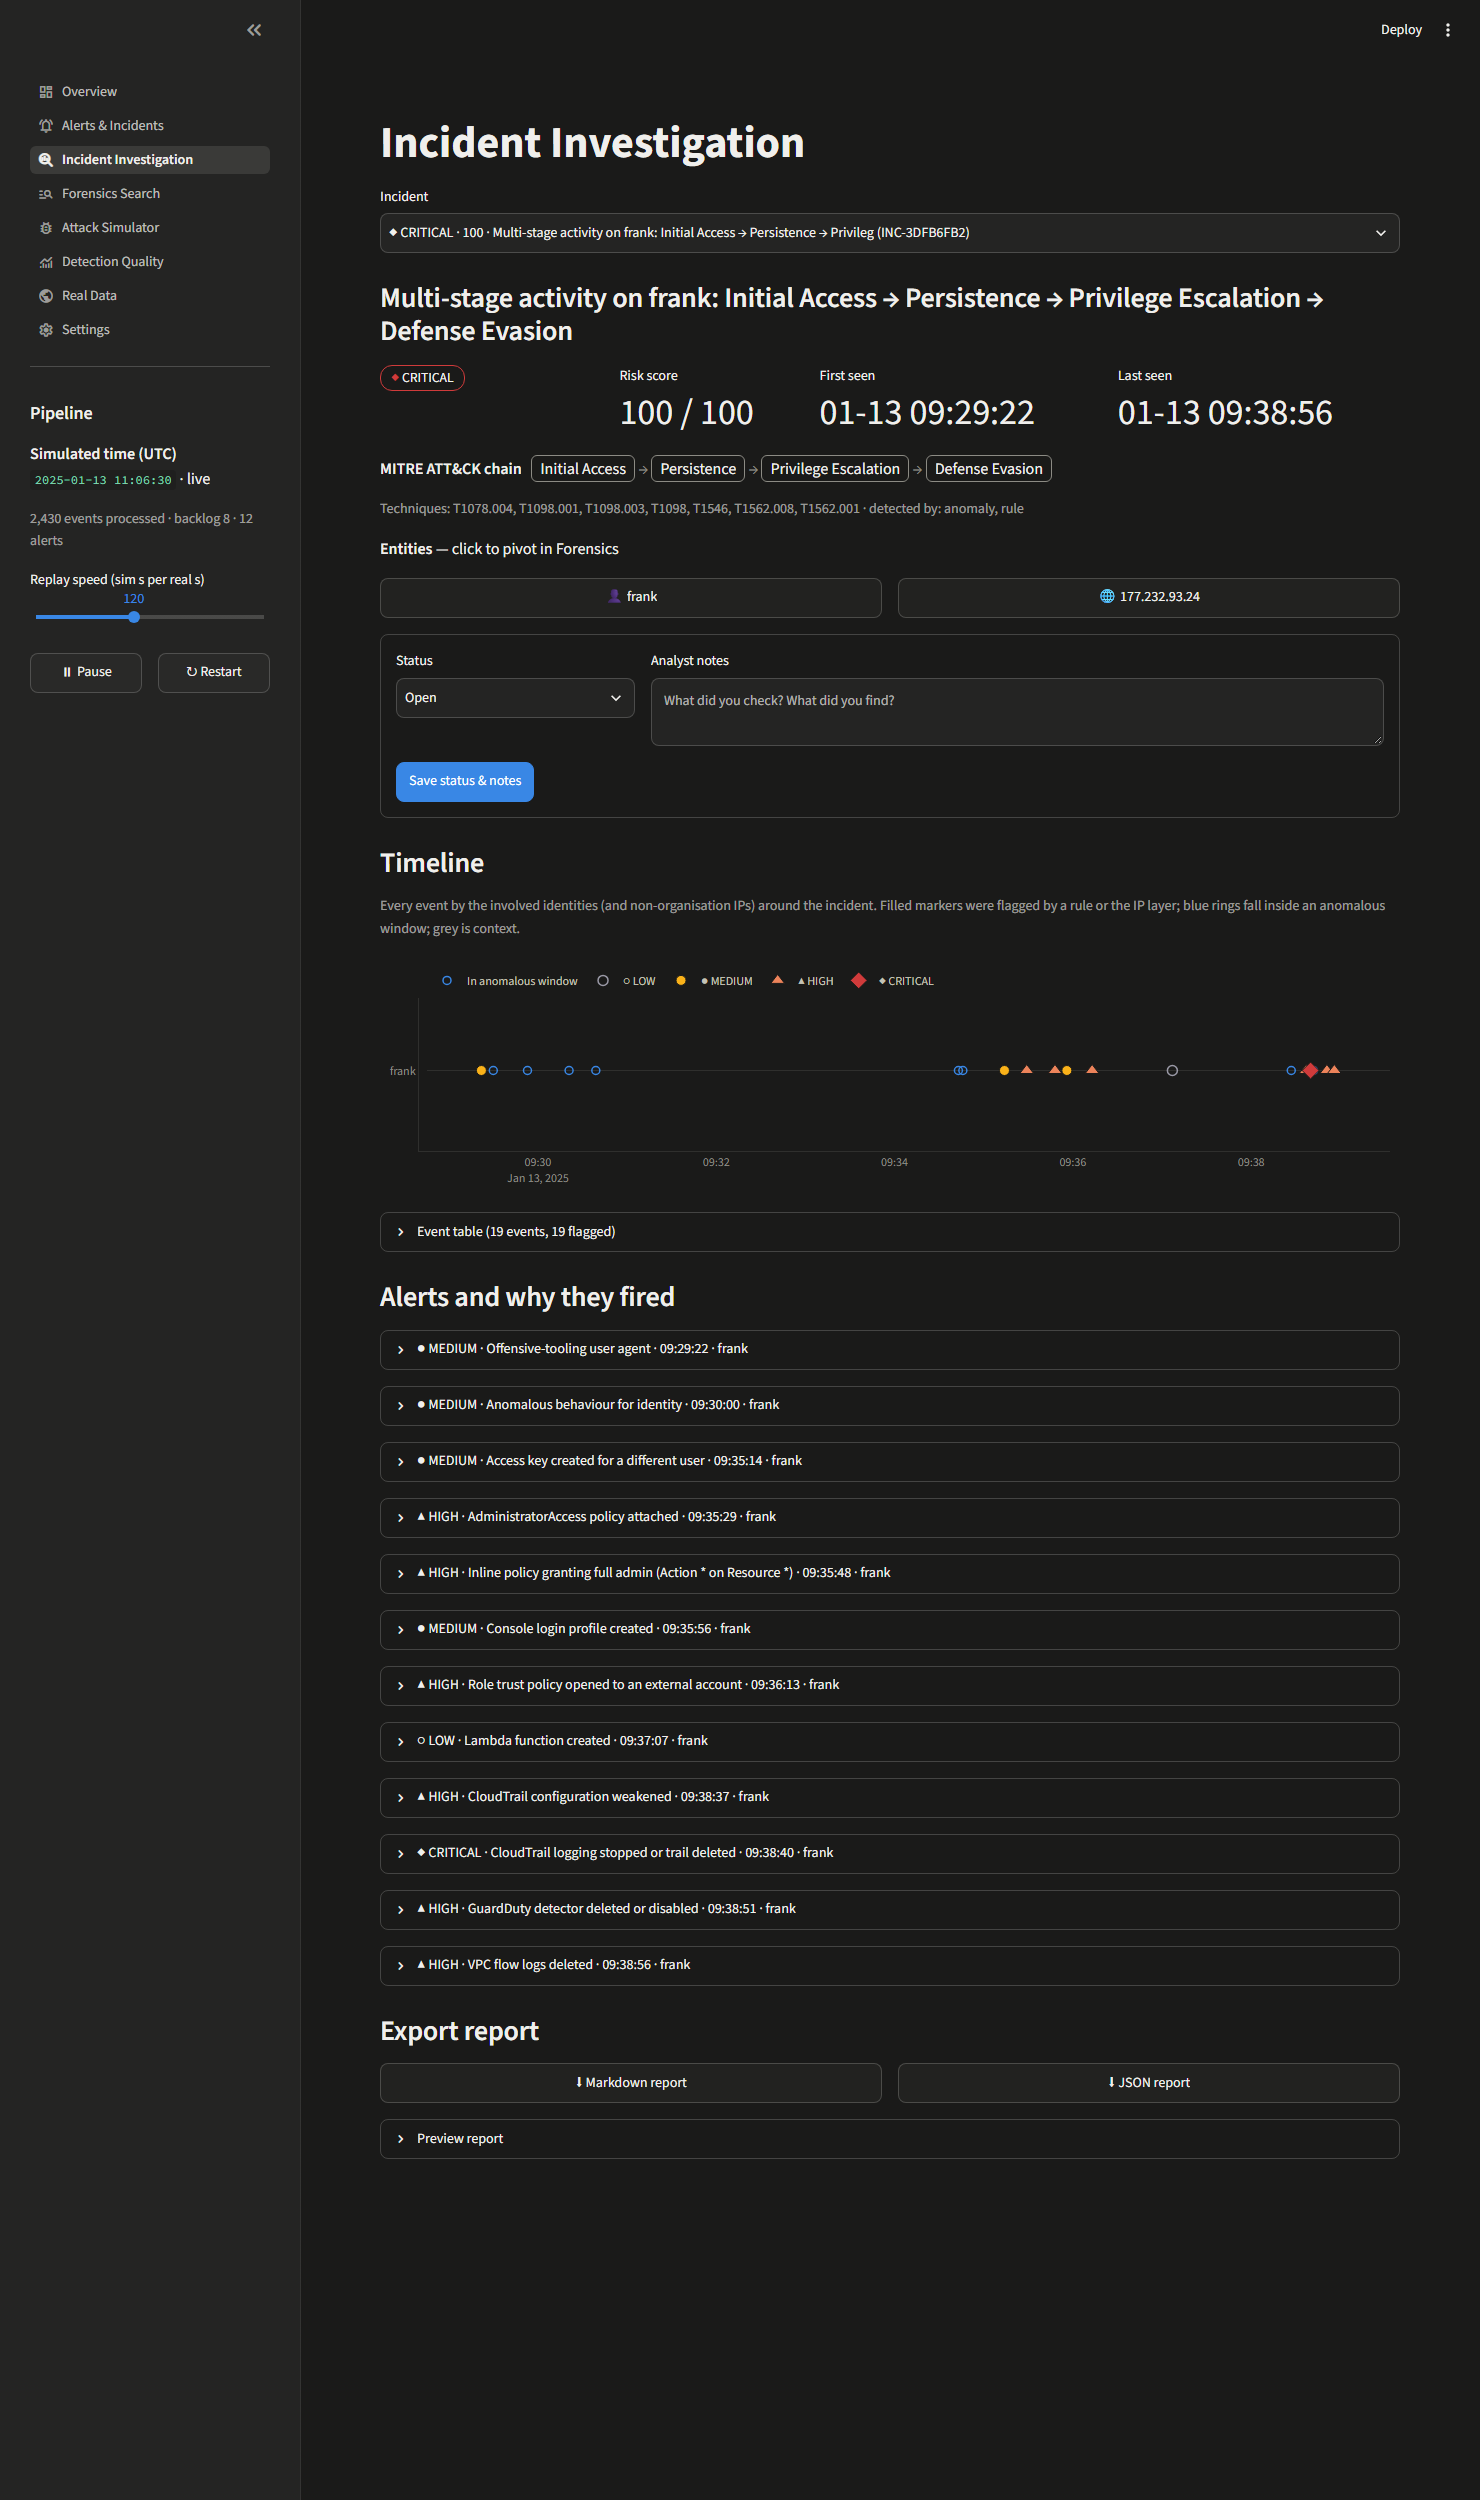 Deploy
Overview
Alerts & Incidents
Incident Investigation
Forensics Search
Attack Simulator
Detection Quality
Real Data
Settings
Pipeline
Simulated time (UTC)
2025-01-13 11:06:30 · live
2,430 events processed · backlog 8 · 12
alerts
Replay speed (sim s per real s)
120
Pause
↻ Restart
Incident Investigation
Incident
◆ CRITICAL · 100 · Multi-stage activity on frank: Initial Access → Persistence → Privileg (INC-3DFB6FB2)
Multi-stage activity on frank: Initial Access → Persistence → Privilege Escalation →
Defense Evasion
◆ CRITICAL
Risk score
100 / 100
First seen
01-13 09:29:22
Last seen
01-13 09:38:56
MITRE ATT&CK chain Initial Access → Persistence → Privilege Escalation → Defense Evasion
Techniques: T1078.004, T1098.001, T1098.003, T1098, T1546, T1562.008, T1562.001 · detected by: anomaly, rule
Entities — click to pivot in Forensics
frank
177.232.93.24
Status
Open
Analyst notes
What did you check? What did you find?
Save status & notes
Timeline
Every event by the involved identities (and non-organisation IPs) around the incident. Filled markers were flagged by a rule or the IP layer; blue rings fall inside an anomalous
window; grey is context.
In anomalous window ○ LOW ● MEDIUM ▲ HIGH ◆ CRITICAL
frank
09:30 09:32 09:34 09:36 09:38
Jan 13, 2025
Event table (19 events, 19 flagged)
Alerts and why they fired
● MEDIUM · Offensive-tooling user agent · 09:29:22 · frank
● MEDIUM · Anomalous behaviour for identity · 09:30:00 · frank
● MEDIUM · Access key created for a different user · 09:35:14 · frank
▲ HIGH · AdministratorAccess policy attached · 09:35:29 · frank
▲ HIGH · Inline policy granting full admin (Action * on Resource *) · 09:35:48 · frank
● MEDIUM · Console login profile created · 09:35:56 · frank
▲ HIGH · Role trust policy opened to an external account · 09:36:13 · frank
○ LOW · Lambda function created · 09:37:07 · frank
▲ HIGH · CloudTrail configuration weakened · 09:38:37 · frank
◆ CRITICAL · CloudTrail logging stopped or trail deleted · 09:38:40 · frank
▲ HIGH · GuardDuty detector deleted or disabled · 09:38:51 · frank
▲ HIGH · VPC flow logs deleted · 09:38:56 · frank
Export report
⬇ Markdown report
⬇ JSON report
Preview report